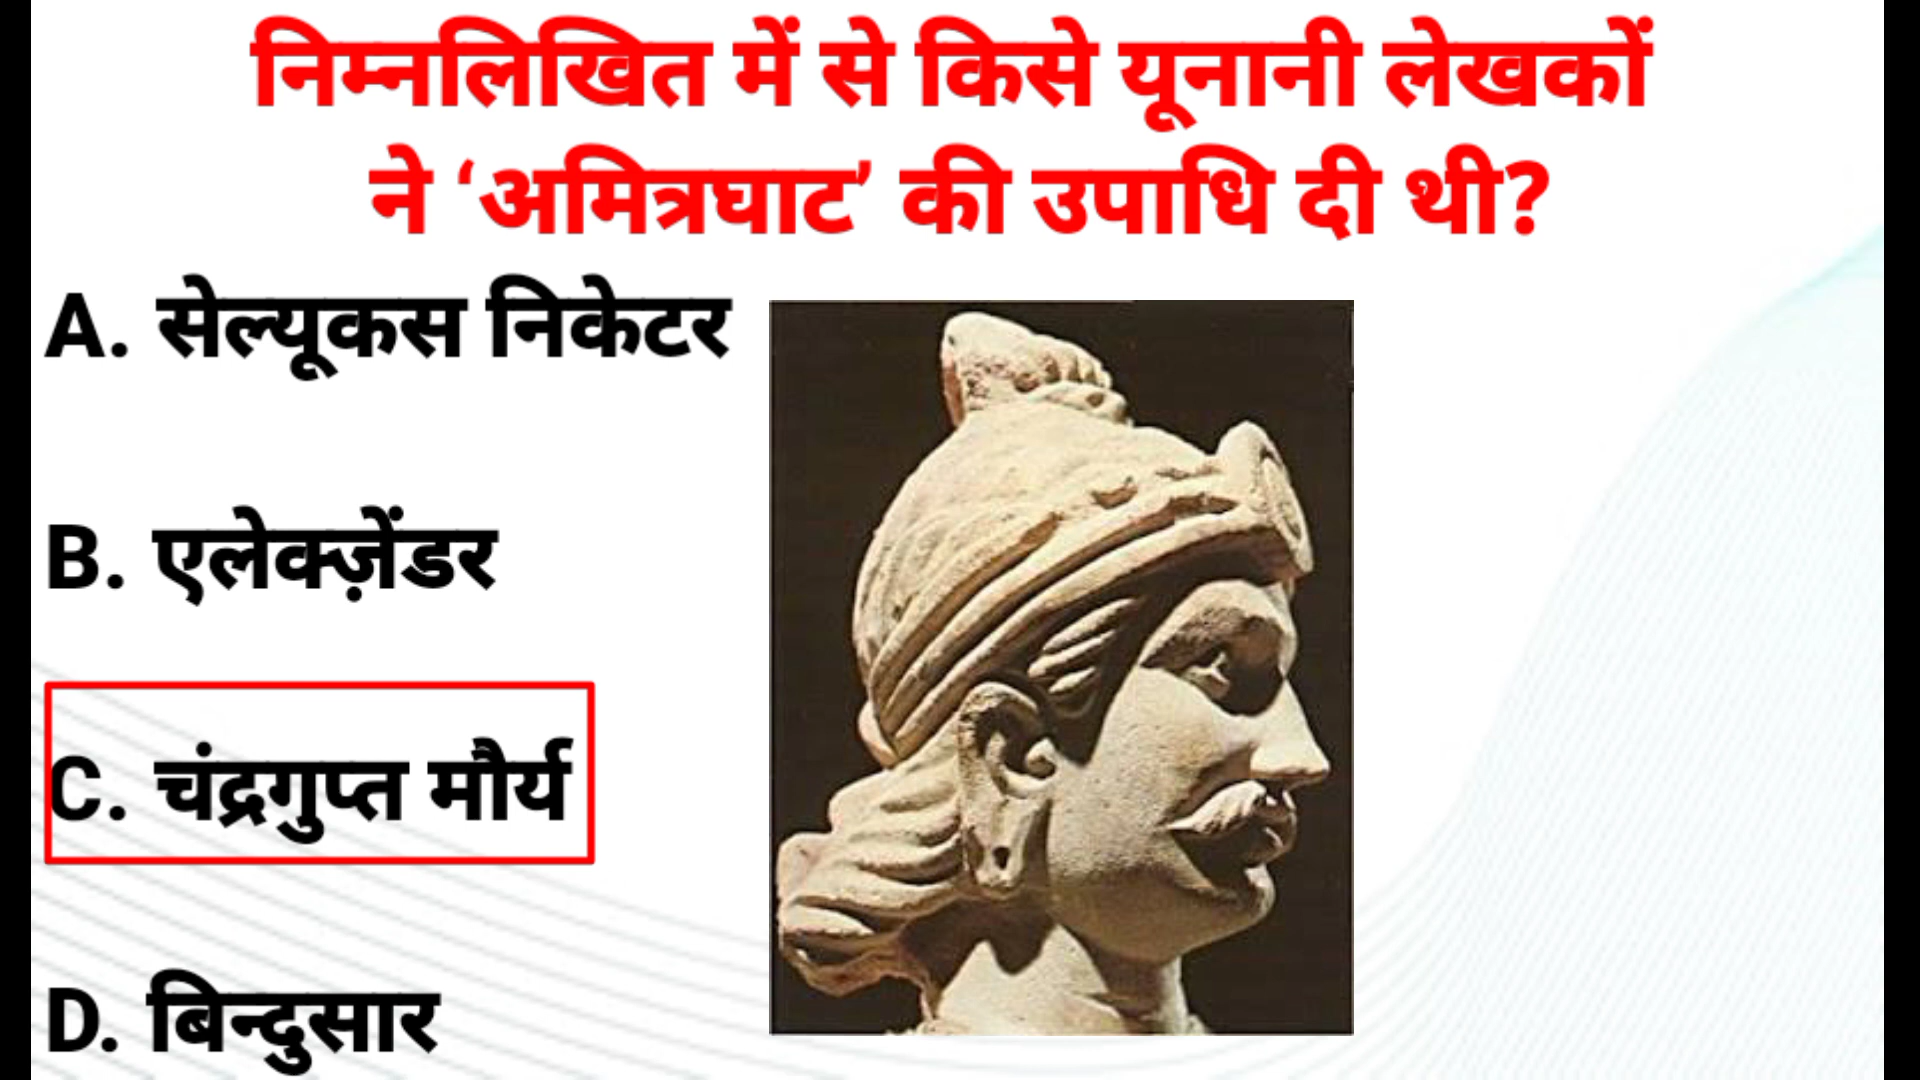 निम्नलिखित में से किसे यूनानी लेखकों
ने ‘अमित्रघाट’ की उपाधि दी थी?
A. सेल्यूकस निकेटर
B. एलेक्ज़ेंडर
C. चंद्रगुप्त मौर्य
D. बिन्दुसार